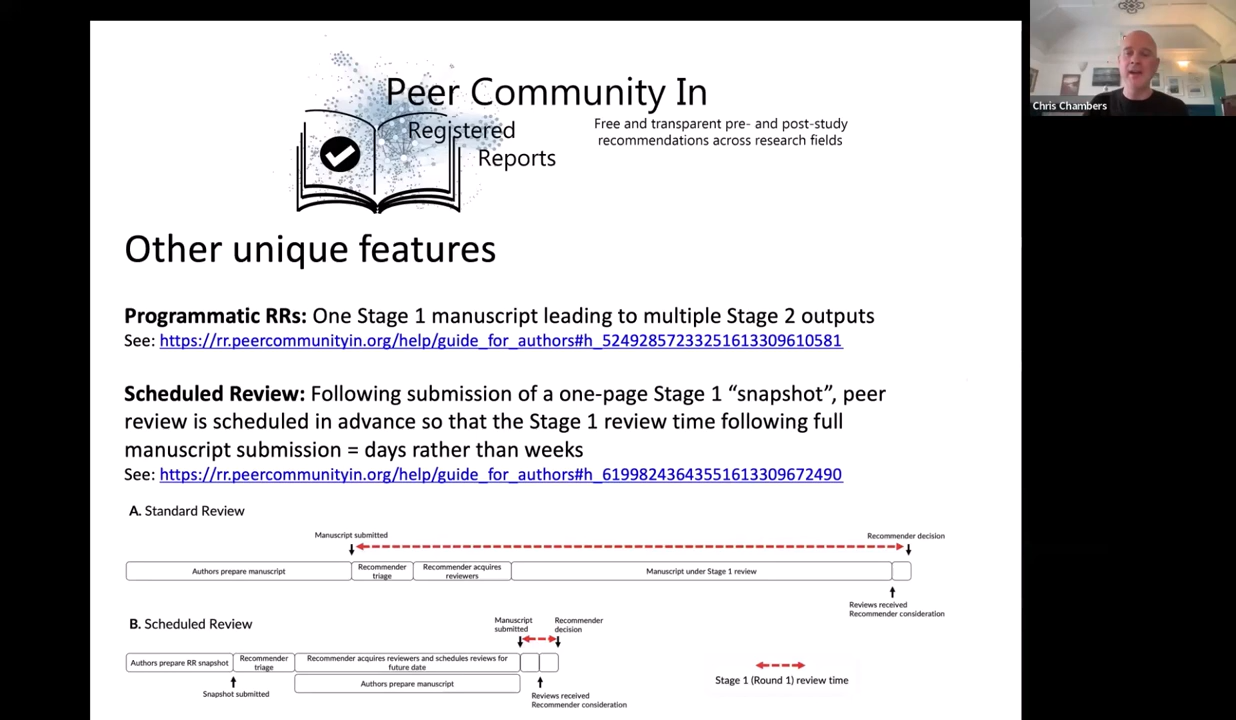 Chris Chambers
Peer Community In
Registered
Reports
Free and transparent pre- and post-study
recommendations across research fields
Other unique features
Programmatic RRs: One Stage 1 manuscript leading to multiple Stage 2 outputs
See: https://rr.peercommunityin.org/help/guide_for_authors#h_52492857233251613309610581
Scheduled Review: Following submission of a one-page Stage 1 “snapshot”, peer
review is scheduled in advance so that the Stage 1 review time following full
manuscript submission = days rather than weeks
See: https://rr.peercommunityin.org/help/guide_for_authors#h_61998243643551613309672490
A. Standard Review
Manuscript submitted
Recommender decision
Authors prepare manuscript
Recommender
triage
Recommender acquires
reviewers
Manuscript under Stage 1 review
Reviews received
Recommender consideration
B. Scheduled Review
Manuscript
submitted
Recommender
decision
Authors prepare RR snapshot
Recommender
triage
Recommender acquires reviewers and schedules reviews for
future date
Authors prepare manuscript
Snapshot submitted
Reviews received
Recommender consideration
Stage 1 (Round 1) review time